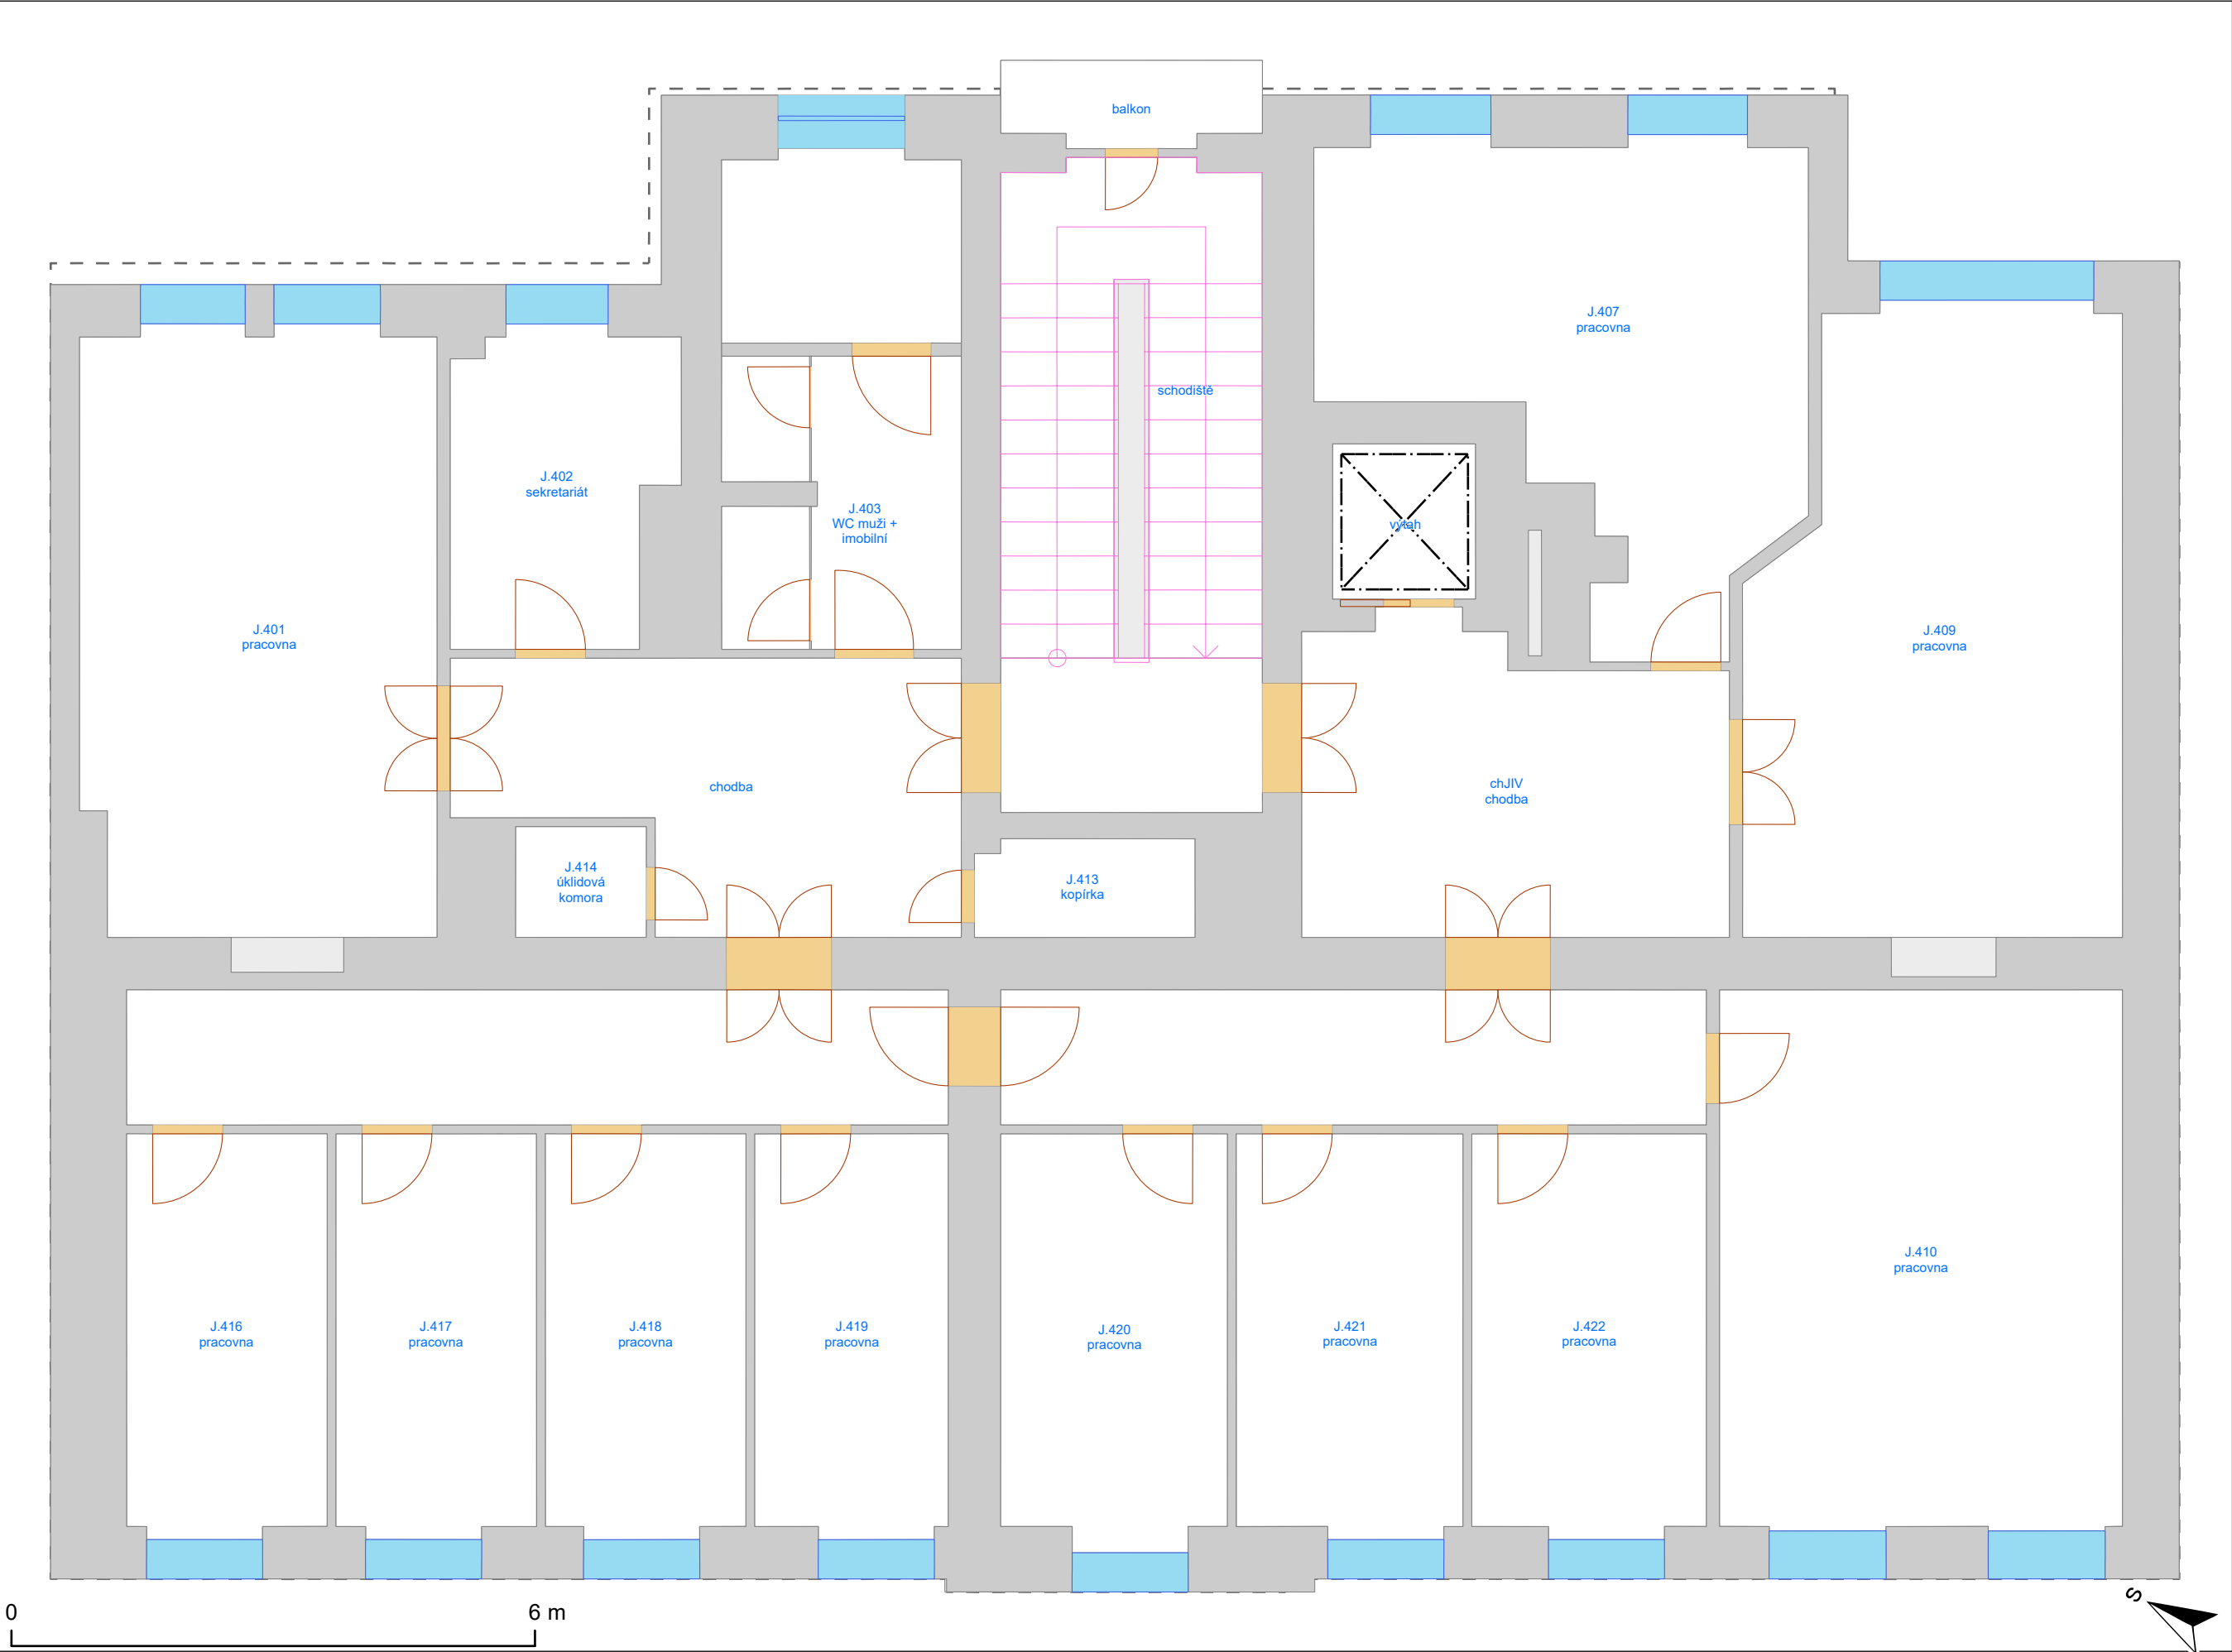 balkon
J.407
pracovna
schodiště
J.402
sekretariát
J.403
WC muži +
imobilní
výtah
J.401
pracovna
J.409
pracovna
chodba
chJIV
chodba
J.414
úklidová
komora
J.413
kopírka
J.410
pracovna
J.416
pracovna
J.417
pracovna
J.418
pracovna
J.419
pracovna
J.420
pracovna
J.421
pracovna
J.422
pracovna
S
0
6 m